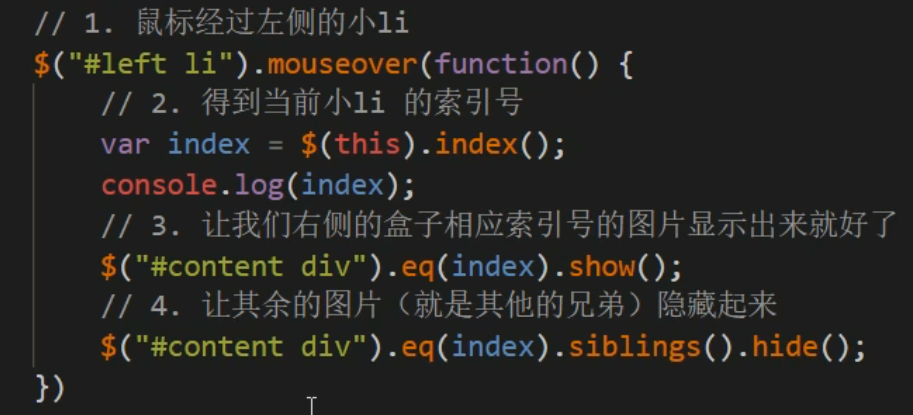 // 1. 鼠标经过左侧的小li
$("#left li").mouseover(function() {
// 2. 得到当前小li 的索引号
var index = $(this).index();
console.log(index);
// 3. 让我们右侧的盒子相应索引号的图片显示出来就好了
$("#content div").eq(index).show();
// 4. 让其余的图片（就是其他的兄弟）隐藏起来
$("#content div").eq(index).siblings().hide();
})